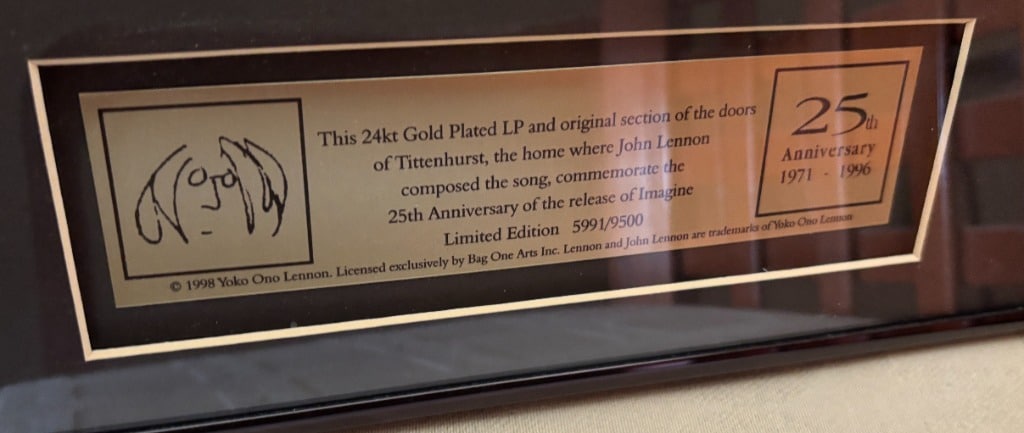 This 24kt Gold Plated LP and original section of the doors
of Tittenhurst, the home where John Lennon
composed the song, commemorate the
25th Anniversary of the release of Imagine
Limited Edition 5991/9500
© 1998 Yoko Ono Lennon. Licensed exclusively by Bag One Arts Inc. Lennon and John Lennon are trademarks of Yoko Ono Lennon
25th
Anniversary
1971 - 1996